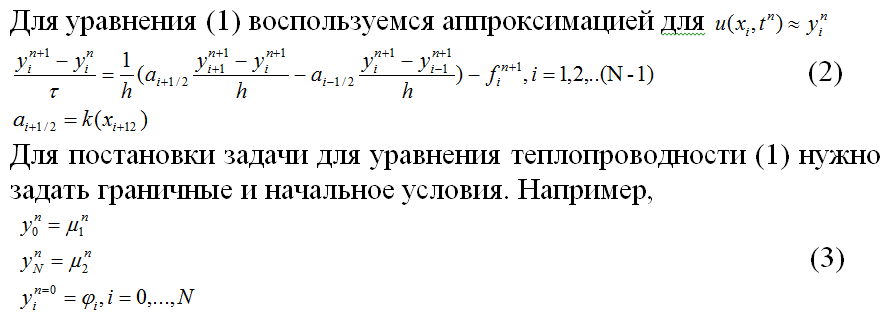 Для уравнения (1) воспользуемся аппроксимацией для u(x_i, t^n) ≈ y_i^n
(y_i^{n+1} − y_i^n)/τ = 1/h (a_{i+1/2} (y_{i+1}^{n+1} − y_i^{n+1})/h − a_{i−1/2} (y_i^{n+1} − y_{i−1}^{n+1})/h) − f_i^{n+1}, i = 1,2,..(N-1) (2)
a_{i+1/2} = k(x_{i+12})
Для постановки задачи для уравнения теплопроводности (1) нужно
задать граничные и начальное условия. Например,
y_0^n = μ_1^n
y_N^n = μ_2^n (3)
y_i^{n=0} = φ_i, i = 0,...,N